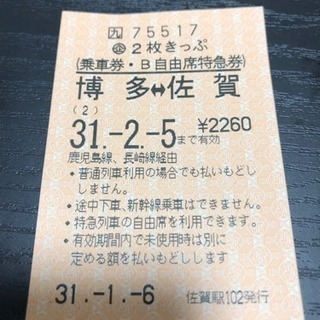 九 75517
企 2枚きっぷ
(乗車券・B自由席特急券)
博多↔佐賀
(2)
31.-2.-5まで有効 ¥2260
鹿児島線、長崎線経由
・普通列車利用の場合でも払いもどし
しません。
・途中下車、新幹線乗車はできません。
・特急列車の自由席を利用できます。
・有効期間内で未使用時は別に
定める額を払いもどしします
31.-1.-6 佐賀駅102発行